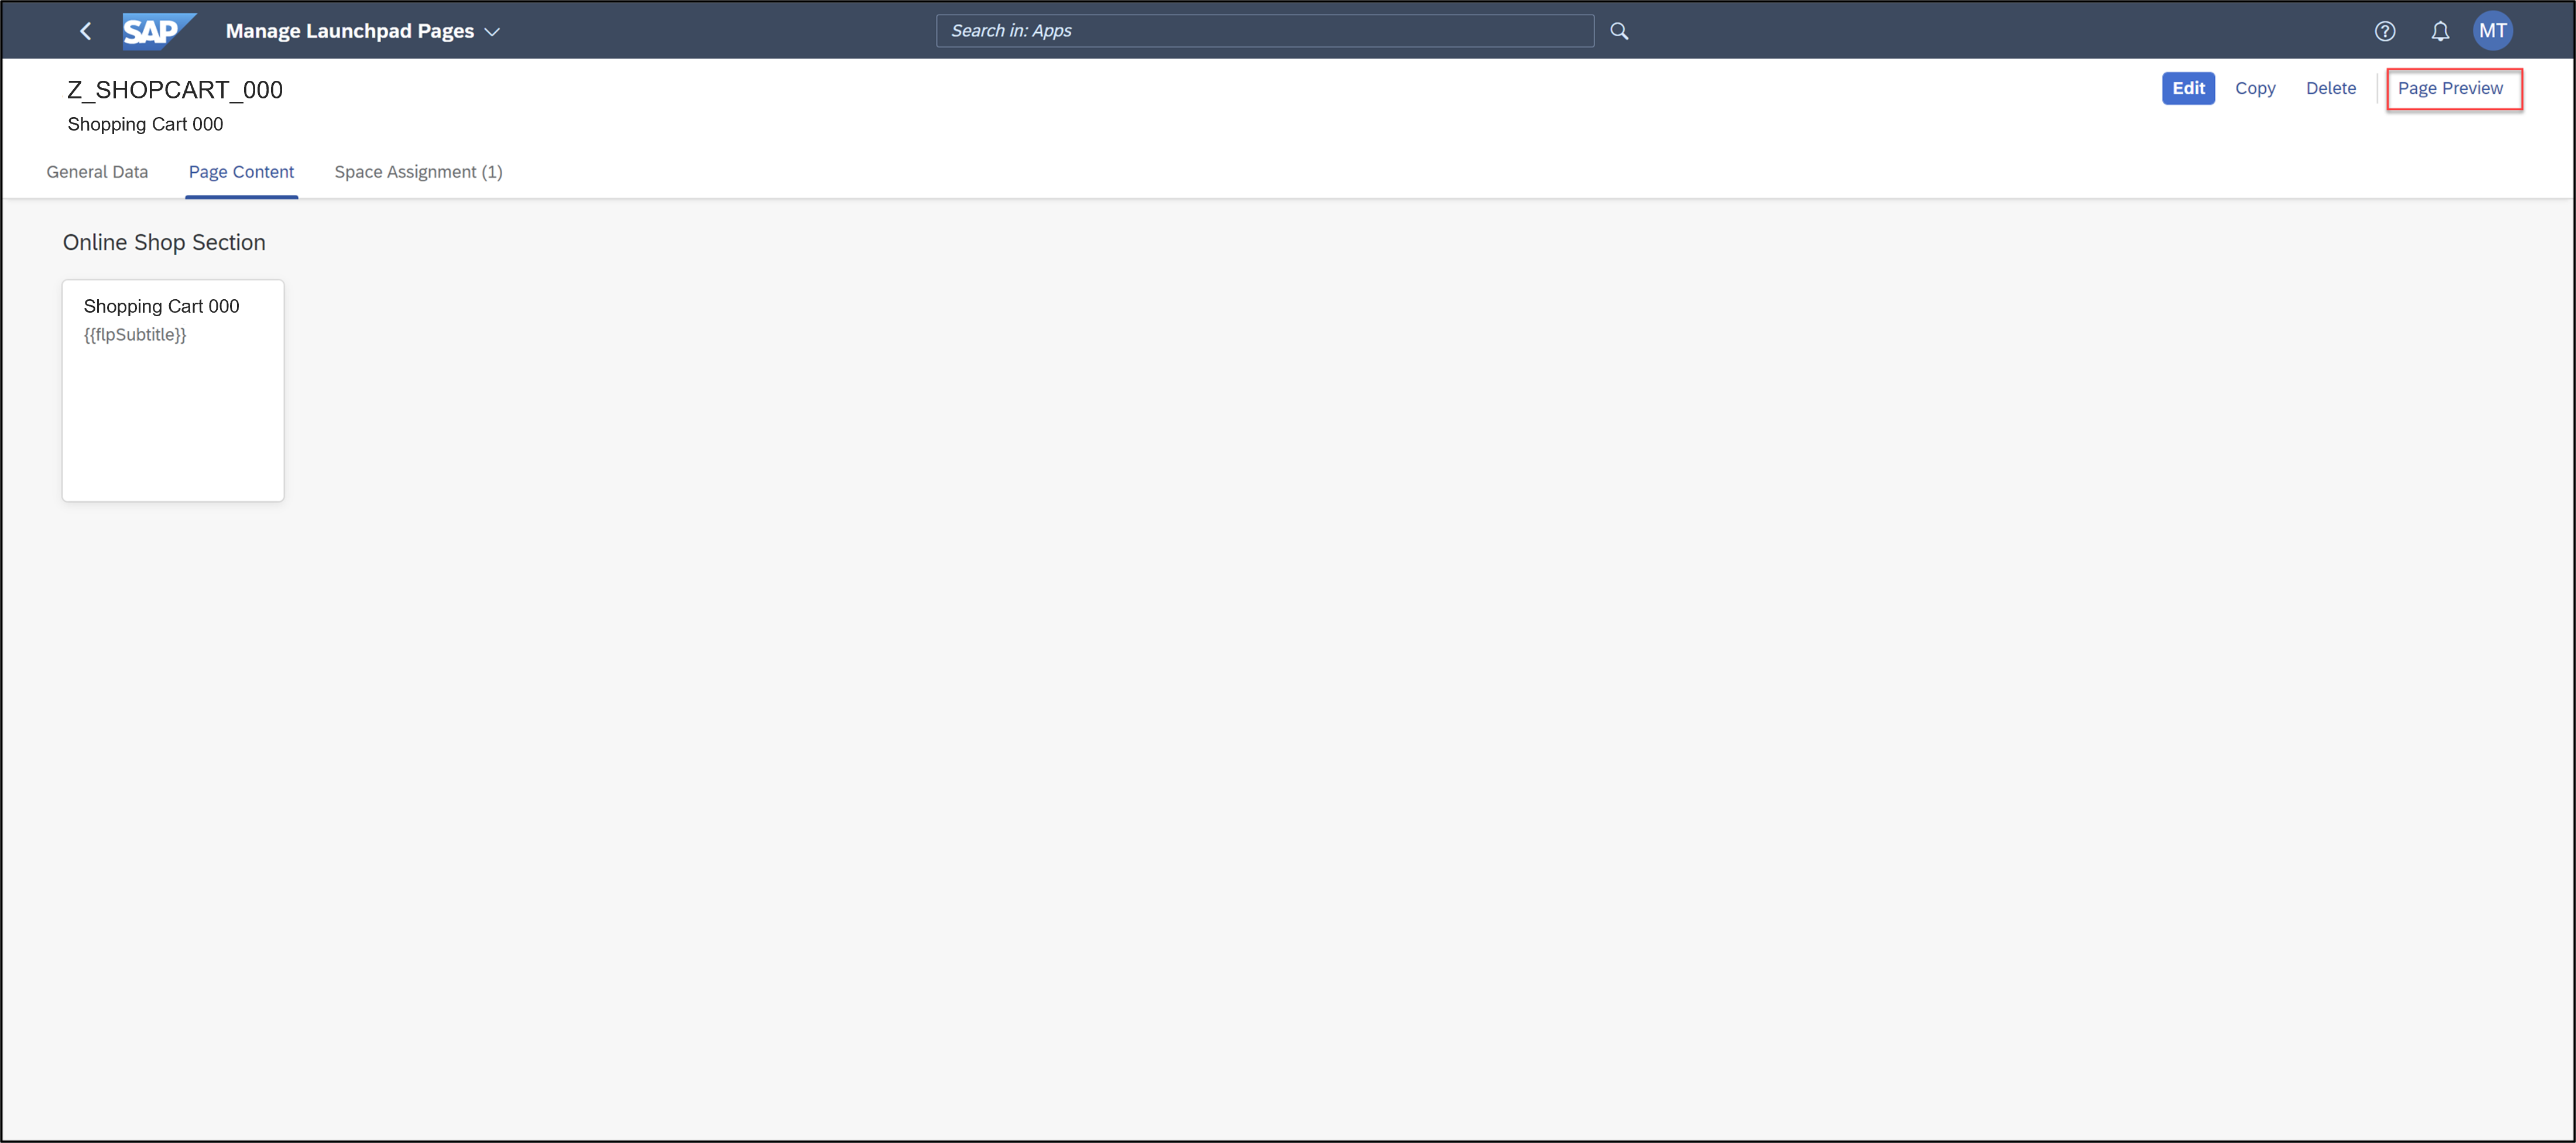 SAP Manage Launchpad Pages Search in: Apps MT
Z_SHOPCART_000 Edit Copy Delete Page Preview
Shopping Cart 000
General Data Page Content Space Assignment (1)
Online Shop Section
Shopping Cart 000
{{flpSubtitle}}